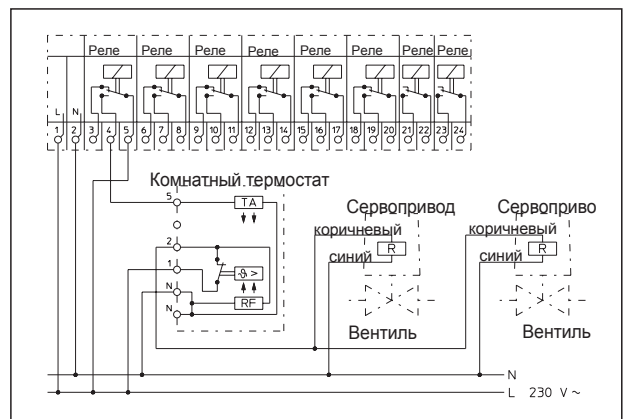 Реле Реле Реле Реле Реле Реле Реле Реле
L N
1 2 3 4 5 6 7 8 9 10 11 12 13 14 15 16 17 18 19 20 21 22 23 24
Комнатный термостат
5 TA
Сервопривод Сервоприво
коричневый коричневый
2 R R
синий синий
1 ϑ >
N RF
N
Вентиль Вентиль
N
L 230 V ~